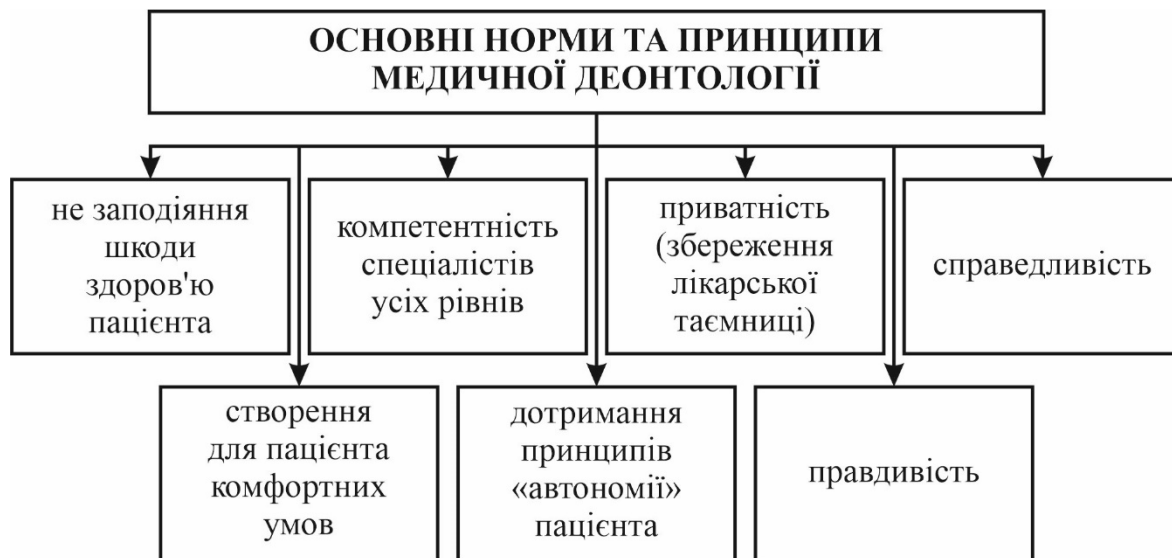 ОСНОВНІ НОРМИ ТА ПРИНЦИПИ
МЕДИЧНОЇ ДЕОНТОЛОГІЇ
не заподіяння
шкоди
здоров'ю
пацієнта
компетентність
спеціалістів
усіх рівнів
приватність
(збереження
лікарської
таємниці)
справедливість
створення
для пацієнта
комфортних
умов
дотримання
принципів
«автономії»
пацієнта
правдивість